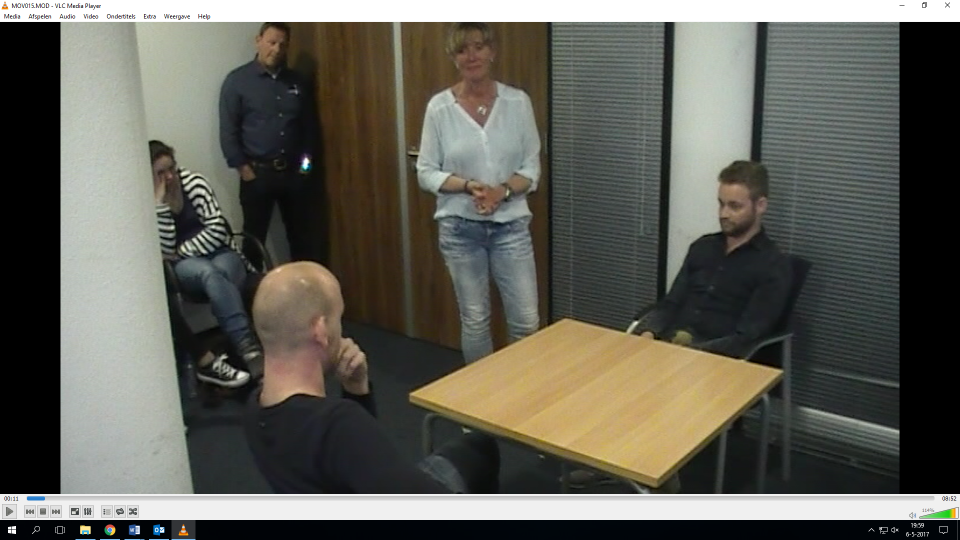 MOV015.MOD - VLC Media Player
Media Afspelen Audio Video Ondertitels Extra Weergave Help
00:11
08:52
114%
19:59
6-5-2017